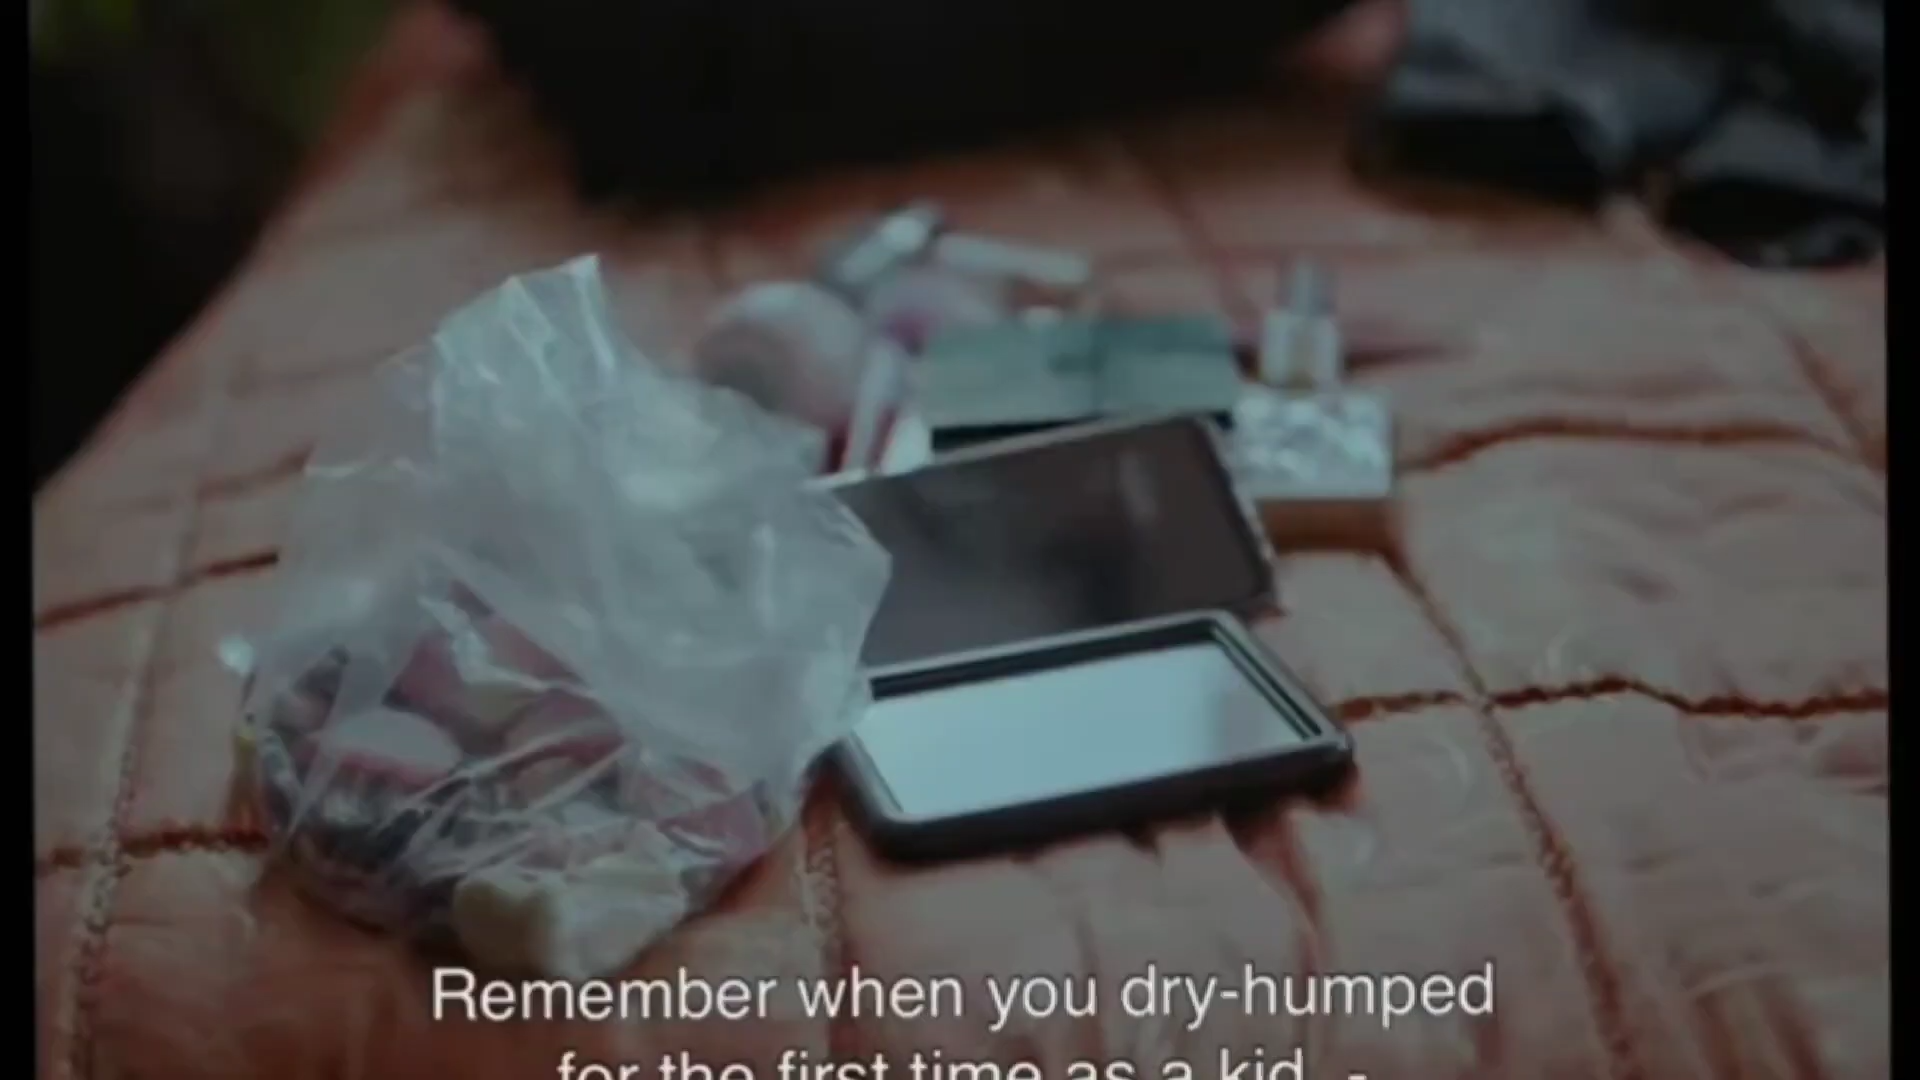 Remember when you dry-humped
for the first time as a kid, -